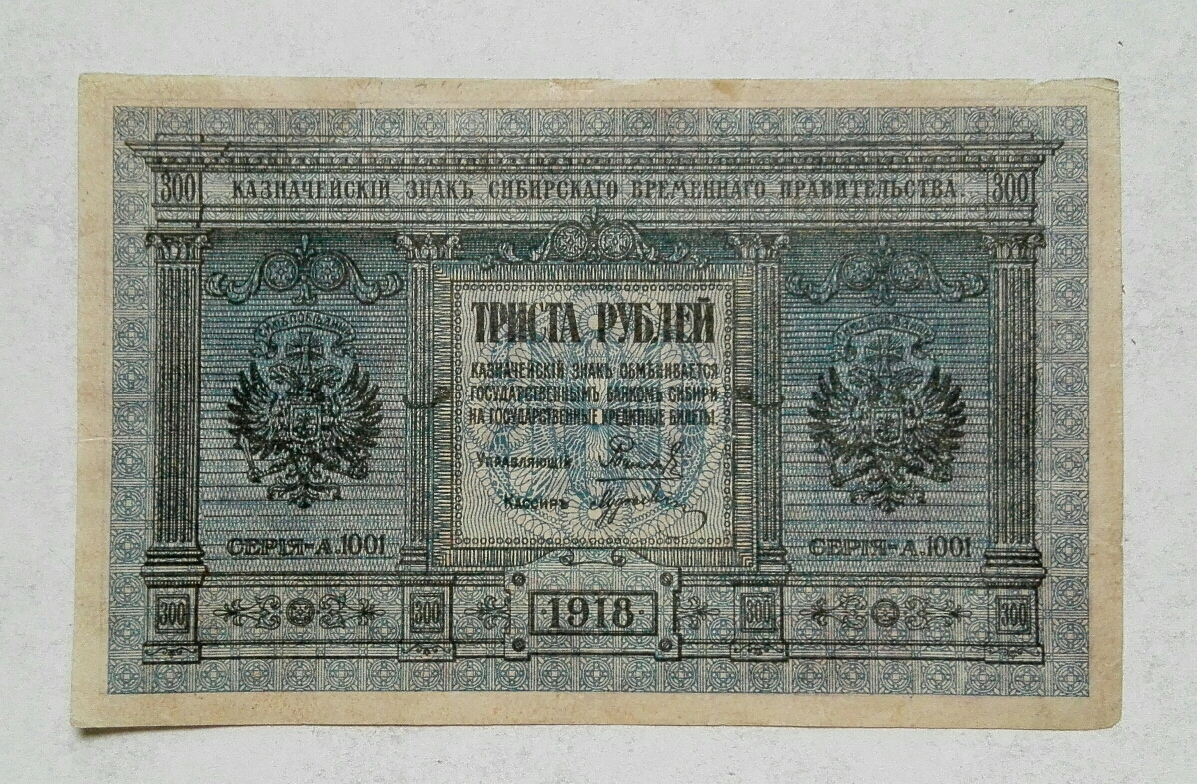 300 КАЗНАЧЕЙСКІЙ ЗНАКЪ СИБИРСКАГО ВРЕМЕННАГО ПРАВИТЕЛЬСТВА. 300
ТРИСТА РУБЛЕЙ
КАЗНАЧЕЙСКІЙ ЗНАКЪ ОБМѢНИВАЕТСЯ
ГОСУДАРСТВЕННЫМЪ БАНКОМЪ СИБИРИ
НА ГОСУДАРСТВЕННЫЕ КРЕДИТНЫЕ БИЛЕТЫ.
УПРАВЛЯЮЩІЙ
КАССИРЪ
СЕРІЯ-А.1001 СЕРІЯ-А.1001
300 300 ·1918· 300 300